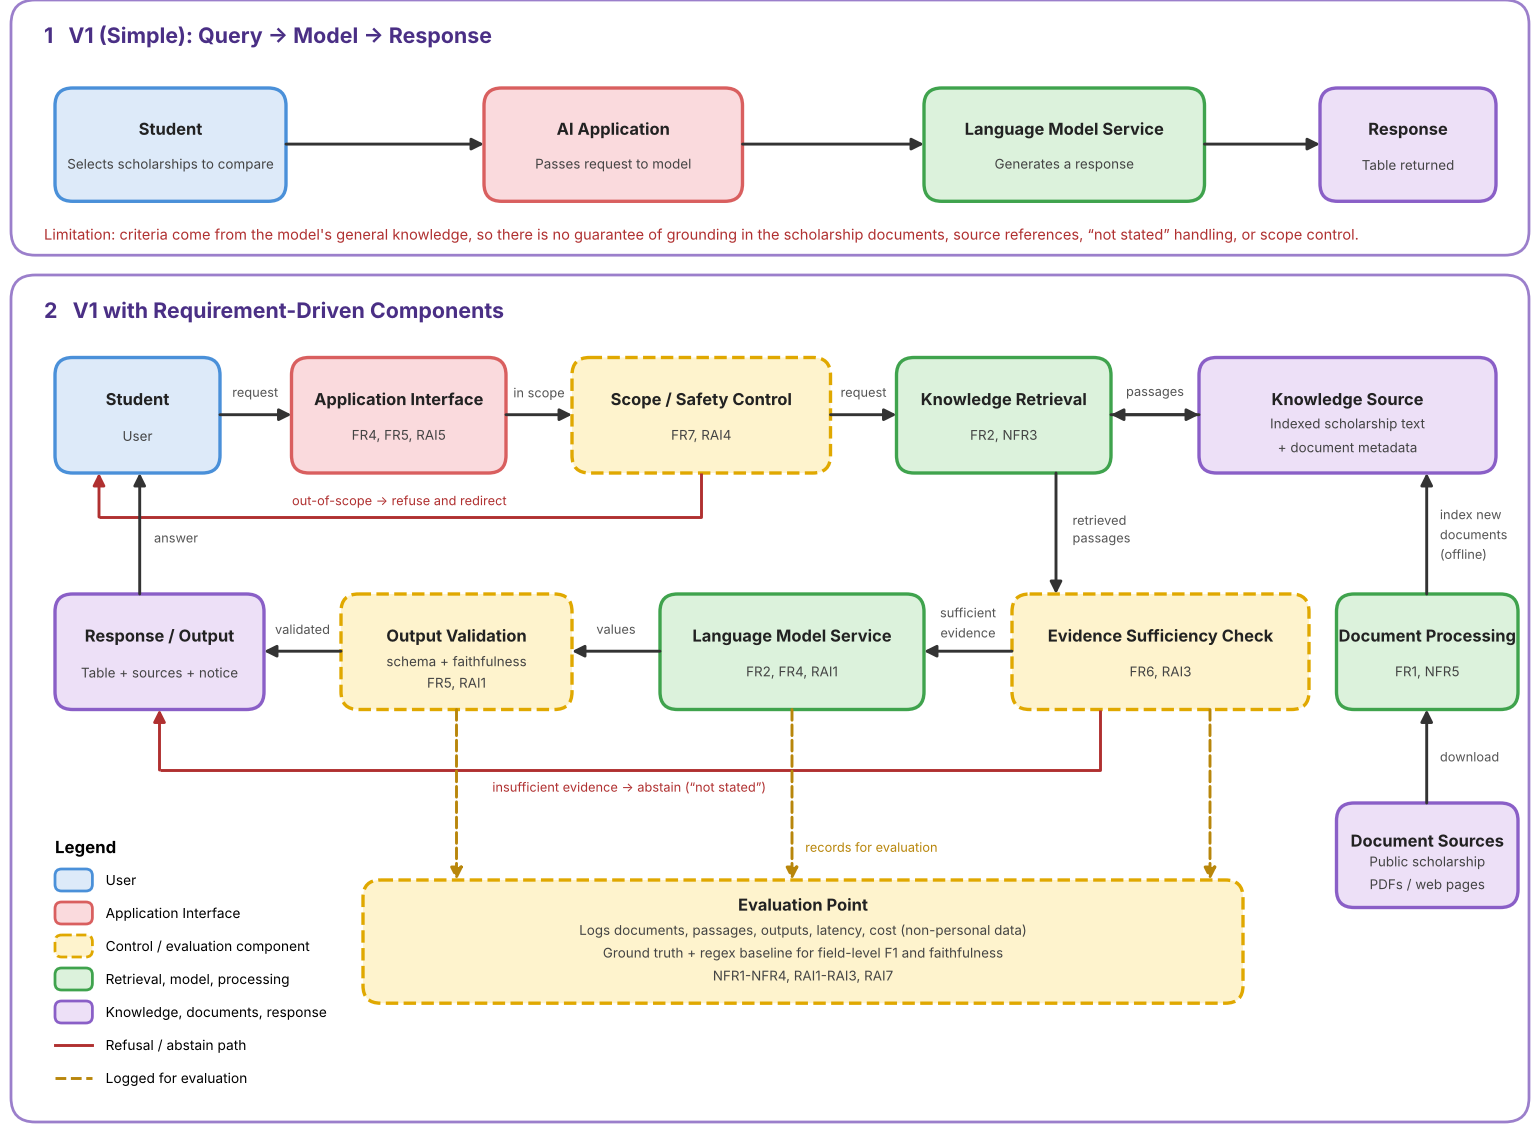 1 V1 (Simple): Query → Model → Response
Student
Selects scholarships to compare
AI Application
Passes request to model
Language Model Service
Generates a response
Response
Table returned
Limitation: criteria come from the model's general knowledge, so there is no guarantee of grounding in the scholarship documents, source references, “not stated” handling, or scope control.
2 V1 with Requirement-Driven Components
Student
User
request
Application Interface
FR4, FR5, RAI5
in scope
Scope / Safety Control
FR7, RAI4
request
Knowledge Retrieval
FR2, NFR3
passages
Knowledge Source
Indexed scholarship text
+ document metadata
out-of-scope → refuse and redirect
answer
retrieved
passages
index new
documents
(offline)
Response / Output
Table + sources + notice
validated
Output Validation
schema + faithfulness
FR5, RAI1
values
Language Model Service
FR2, FR4, RAI1
sufficient
evidence
Evidence Sufficiency Check
FR6, RAI3
Document Processing
FR1, NFR5
insufficient evidence → abstain (“not stated”)
download
records for evaluation
Document Sources
Public scholarship
PDFs / web pages
Evaluation Point
Logs documents, passages, outputs, latency, cost (non-personal data)
Ground truth + regex baseline for field-level F1 and faithfulness
NFR1-NFR4, RAI1-RAI3, RAI7
Legend
User
Application Interface
Control / evaluation component
Retrieval, model, processing
Knowledge, documents, response
Refusal / abstain path
Logged for evaluation